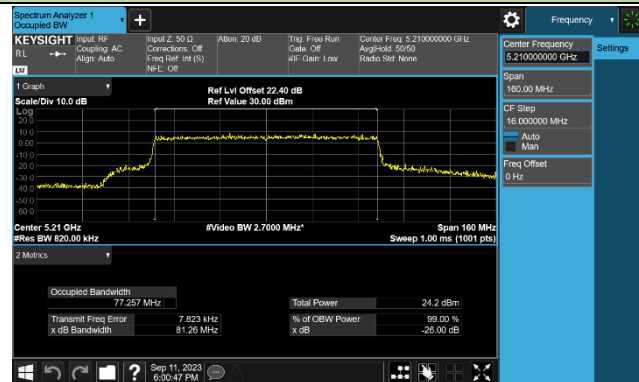 Spectrum Analyzer 1
Occupied BW
+
Frequency
KEYSIGHT
RL
LXI
Input: RF
Coupling: AC
Align: Auto
Input Z: 50 Ω
Corrections: Off
Freq Ref: Int (S)
NFE: Off
Atten: 20 dB
Trig: Free Run
Gate: Off
#IF Gain: Low
Center Freq: 5.210000000 GHz
Avg|Hold: 50/50
Radio Std: None
Center Frequency
5.210000000 GHz
Settings
Span
160.00 MHz
CF Step
16.000000 MHz
Auto
Man
Freq Offset
0 Hz
1 Graph
Scale/Div 10.0 dB
Ref Lvl Offset 22.40 dB
Ref Value 30.00 dBm
Log
20.0
10.0
0.00
-10.0
-20.0
-30.0
-40.0
-50.0
-60.0
Center 5.21 GHz
#Res BW 820.00 kHz
#Video BW 2.7000 MHz*
Span 160 MHz
Sweep 1.00 ms (1001 pts)
2 Metrics
Occupied Bandwidth
77.257 MHz
Total Power 24.2 dBm
Transmit Freq Error 7.823 kHz
% of OBW Power 99.00 %
x dB Bandwidth 81.26 MHz
x dB -26.00 dB
?
Sep 11, 2023
6:00:47 PM